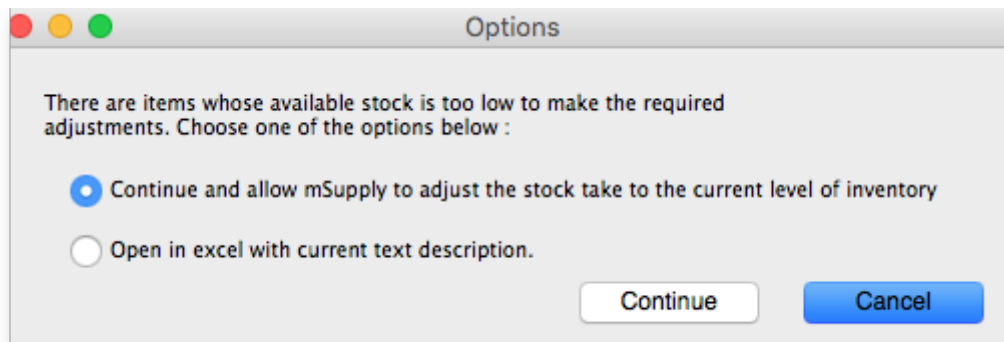 Options
There are items whose available stock is too low to make the required
adjustments. Choose one of the options below :
Continue and allow mSupply to adjust the stock take to the current level of inventory
Open in excel with current text description.
Continue Cancel